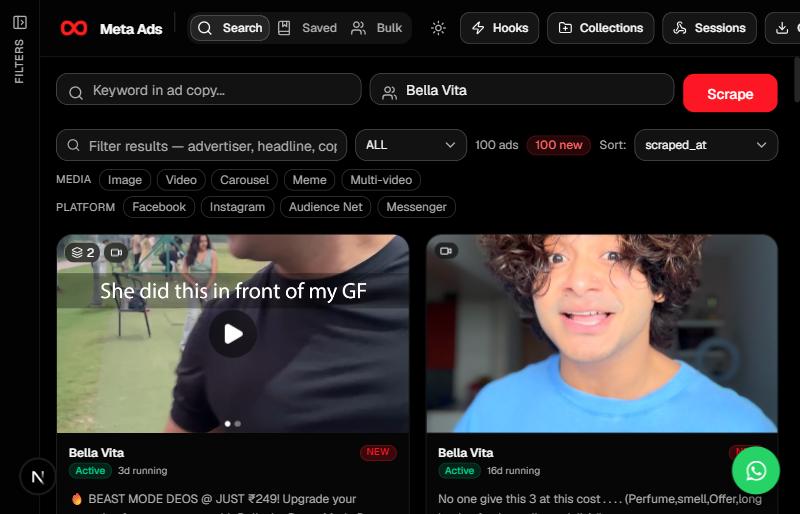 FILTERS
Meta Ads
Search
Saved
Bulk
Hooks
Collections
Sessions
Keyword in ad copy...
Bella Vita
Scrape
Filter results — advertiser, headline, cop
ALL
100 ads
100 new
Sort:
scraped_at
MEDIA
Image
Video
Carousel
Meme
Multi-video
PLATFORM
Facebook
Instagram
Audience Net
Messenger
2
She did this in front of my GF
Bella Vita
NEW
Active
3d running
🔥 BEAST MODE DEOS @ JUST ₹249! Upgrade your
Bella Vita
Active
16d running
No one give this 3 at this cost . . . . (Perfume,smell,Offer,long
N